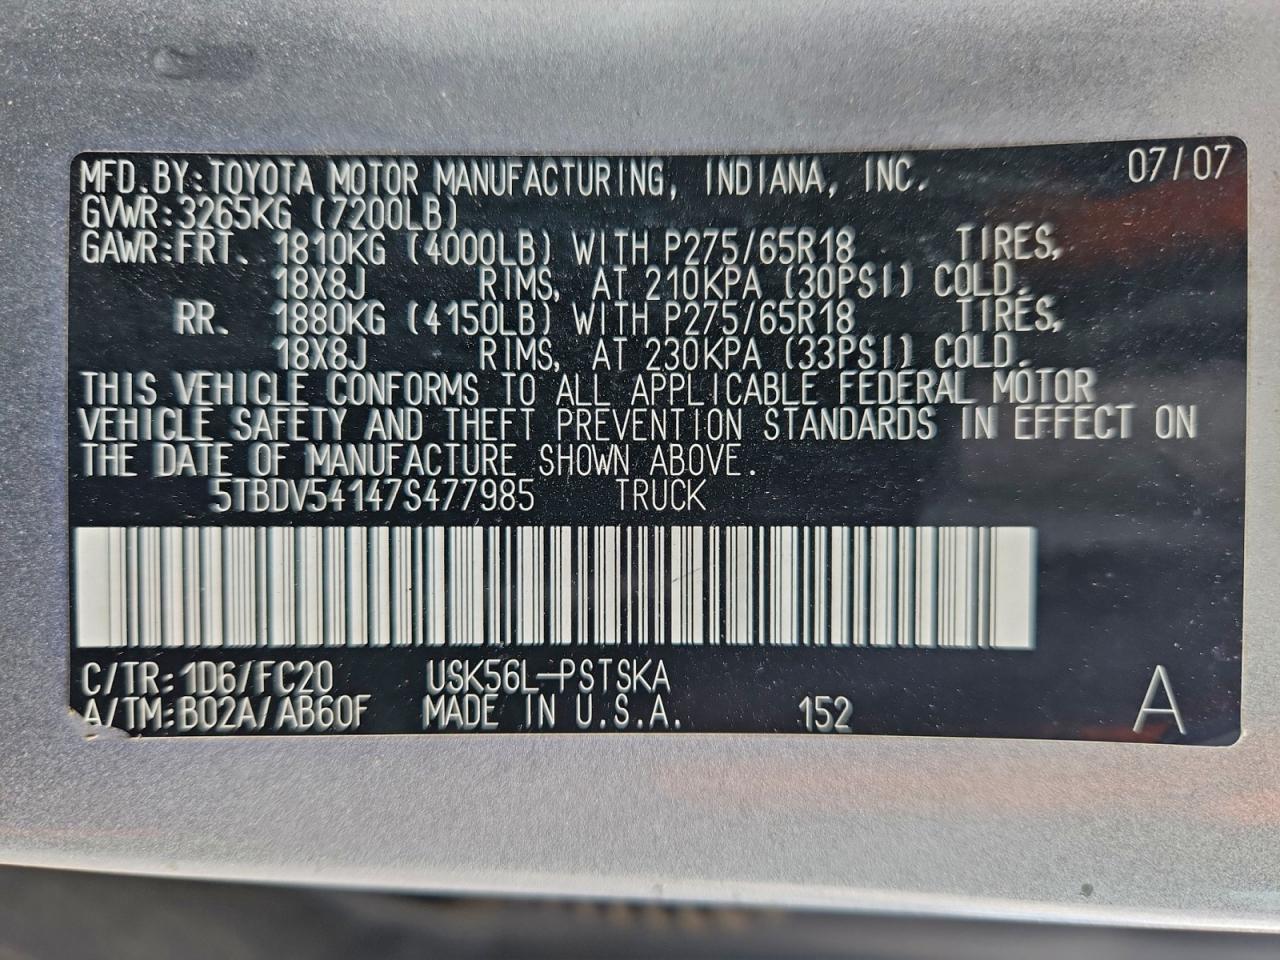 MFD.BY:TOYOTA MOTOR MANUFACTURING, INDIANA, INC. 07/07
GVWR:3265KG (7200LB)
GAWR:FRT. 1810KG (4000LB) WITH P275/65R18 TIRES,
18X8J RIMS, AT 210KPA (30PSI) COLD.
RR. 1880KG (4150LB) WITH P275/65R18 TIRES,
18X8J RIMS, AT 230KPA (33PSI) COLD.
THIS VEHICLE CONFORMS TO ALL APPLICABLE FEDERAL MOTOR
VEHICLE SAFETY AND THEFT PREVENTION STANDARDS IN EFFECT ON
THE DATE OF MANUFACTURE SHOWN ABOVE.
5TBDV54147S477985 TRUCK
C/TR:1D6/FC20 USK56L-PSTSKA
A/TM:B02A/AB60F MADE IN U.S.A. 152 A